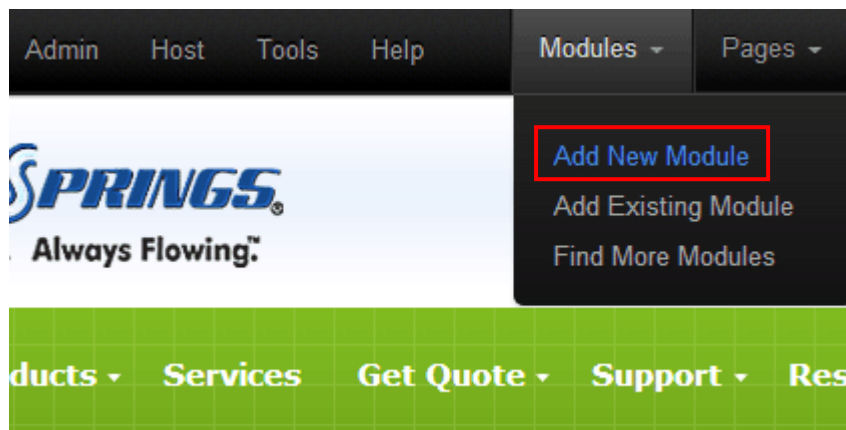 Admin Host Tools Help Modules Pages
Add New Module
Add Existing Module
Find More Modules
SPRINGS®
Always Flowing.™
ducts Services Get Quote Support Res